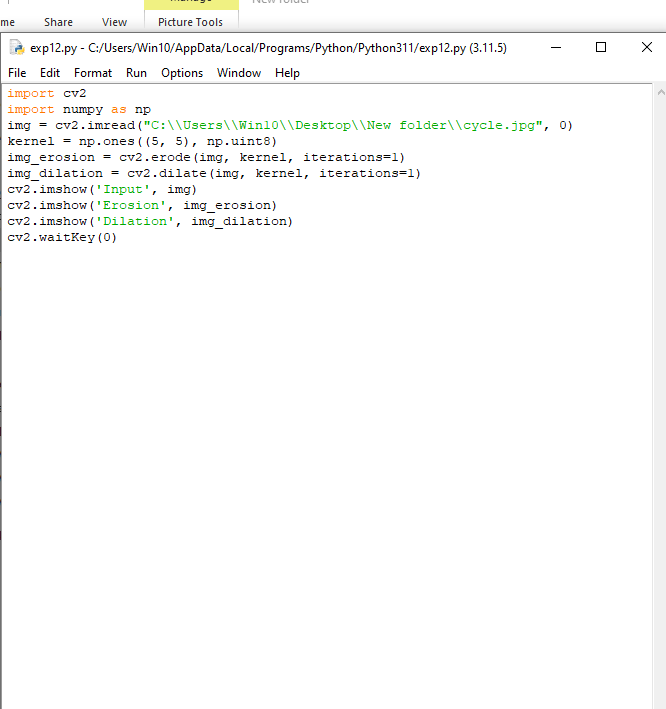 Manage
New folder
me Share View Picture Tools
exp12.py - C:/Users/Win10/AppData/Local/Programs/Python/Python311/exp12.py (3.11.5)
File Edit Format Run Options Window Help
import cv2
import numpy as np
img = cv2.imread("C:\\Users\\Win10\\Desktop\\New folder\\cycle.jpg", 0)
kernel = np.ones((5, 5), np.uint8)
img_erosion = cv2.erode(img, kernel, iterations=1)
img_dilation = cv2.dilate(img, kernel, iterations=1)
cv2.imshow('Input', img)
cv2.imshow('Erosion', img_erosion)
cv2.imshow('Dilation', img_dilation)
cv2.waitKey(0)